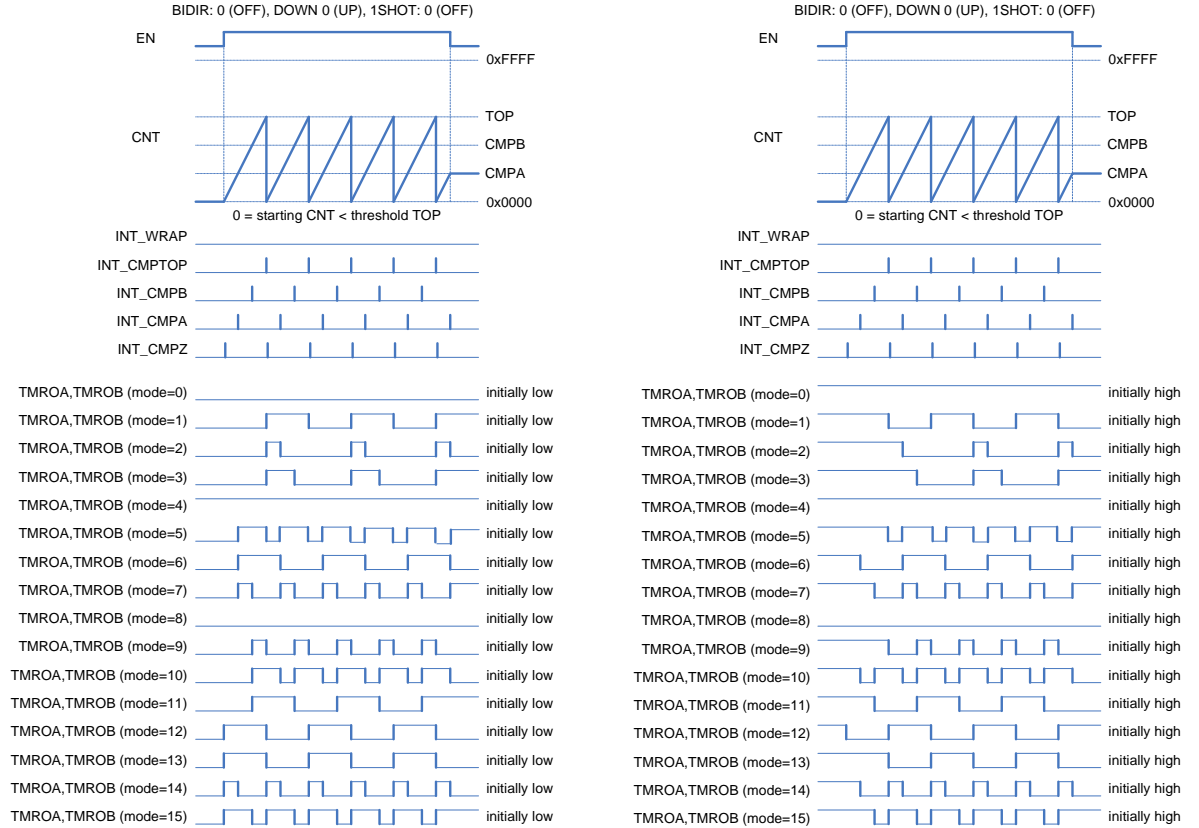 BIDIR: 0 (OFF), DOWN 0 (UP), 1SHOT: 0 (OFF)
EN
0xFFFF
TOP
CNT
CMPB
CMPA
0x0000
0 = starting CNT < threshold TOP
INT_WRAP
INT_CMPTOP
INT_CMPB
INT_CMPA
INT_CMPZ
TMROA,TMROB (mode=0) initially low
TMROA,TMROB (mode=1) initially low
TMROA,TMROB (mode=2) initially low
TMROA,TMROB (mode=3) initially low
TMROA,TMROB (mode=4) initially low
TMROA,TMROB (mode=5) initially low
TMROA,TMROB (mode=6) initially low
TMROA,TMROB (mode=7) initially low
TMROA,TMROB (mode=8) initially low
TMROA,TMROB (mode=9) initially low
TMROA,TMROB (mode=10) initially low
TMROA,TMROB (mode=11) initially low
TMROA,TMROB (mode=12) initially low
TMROA,TMROB (mode=13) initially low
TMROA,TMROB (mode=14) initially low
TMROA,TMROB (mode=15) initially low
BIDIR: 0 (OFF), DOWN 0 (UP), 1SHOT: 0 (OFF)
EN
0xFFFF
TOP
CNT
CMPB
CMPA
0x0000
0 = starting CNT < threshold TOP
INT_WRAP
INT_CMPTOP
INT_CMPB
INT_CMPA
INT_CMPZ
TMROA,TMROB (mode=0) initially high
TMROA,TMROB (mode=1) initially high
TMROA,TMROB (mode=2) initially high
TMROA,TMROB (mode=3) initially high
TMROA,TMROB (mode=4) initially high
TMROA,TMROB (mode=5) initially high
TMROA,TMROB (mode=6) initially high
TMROA,TMROB (mode=7) initially high
TMROA,TMROB (mode=8) initially high
TMROA,TMROB (mode=9) initially high
TMROA,TMROB (mode=10) initially high
TMROA,TMROB (mode=11) initially high
TMROA,TMROB (mode=12) initially high
TMROA,TMROB (mode=13) initially high
TMROA,TMROB (mode=14) initially high
TMROA,TMROB (mode=15) initially high